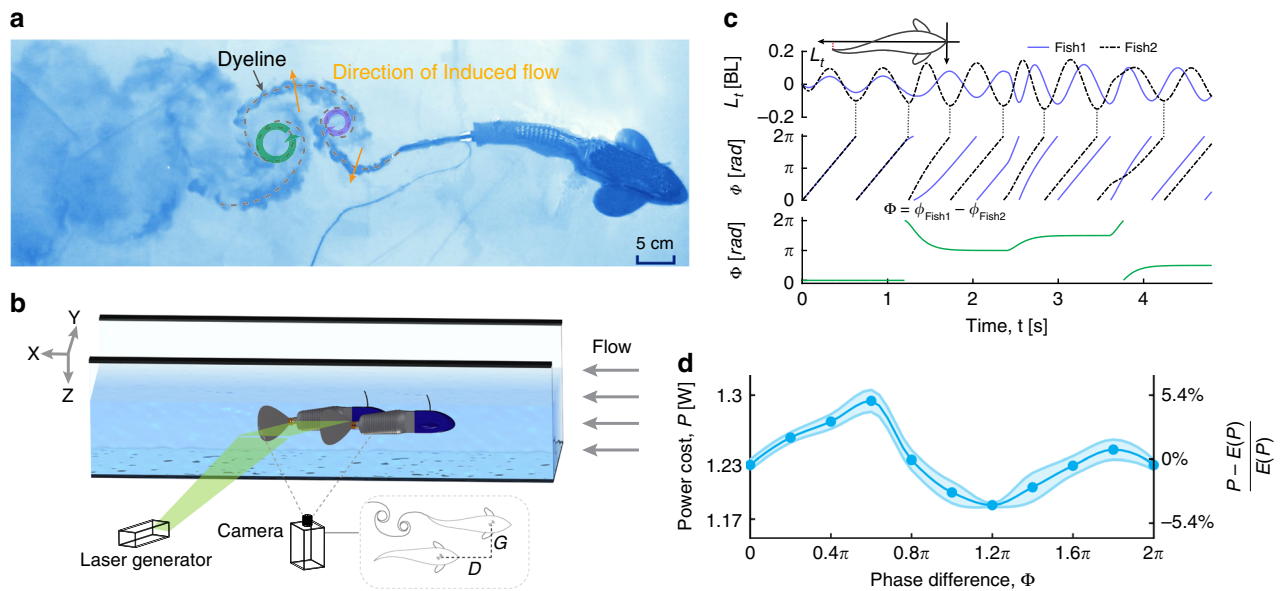 a
Dyeline
Direction of Induced flow
5 cm
b
Y
X
Z
Flow
Laser generator
Camera
G
D
c
L_t
Fish1
Fish2
L_t [BL]
0.2
0
−0.2
Φ [rad]
2π
π
0
Φ = ϕ_Fish1 − ϕ_Fish2
Φ [rad]
2π
π
0
0
1
2
3
4
Time, t [s]
d
Power cost, P [W]
1.3
1.23
1.17
5.4%
0%
−5.4%
P − E(P)
E(P)
0
0.4π
0.8π
1.2π
1.6π
2π
Phase difference, Φ